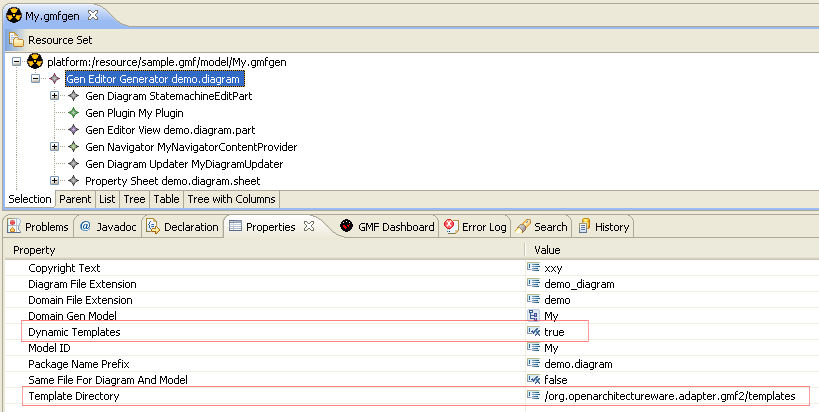 My.gmfgen
Resource Set
platform:/resource/sample.gmf/model/My.gmfgen
Gen Editor Generator demo.diagram
Gen Diagram StatemachineEditPart
Gen Plugin My Plugin
Gen Editor View demo.diagram.part
Gen Navigator MyNavigatorContentProvider
Gen Diagram Updater MyDiagramUpdater
Property Sheet demo.diagram.sheet
Selection Parent List Tree Table Tree with Columns
Problems @ Javadoc Declaration Properties GMF Dashboard Error Log Search History
Property Value
Copyright Text xxy
Diagram File Extension demo_diagram
Domain File Extension demo
Domain Gen Model My
Dynamic Templates true
Model ID My
Package Name Prefix demo.diagram
Same File For Diagram And Model false
Template Directory /org.openarchitectureware.adapter.gmf2/templates